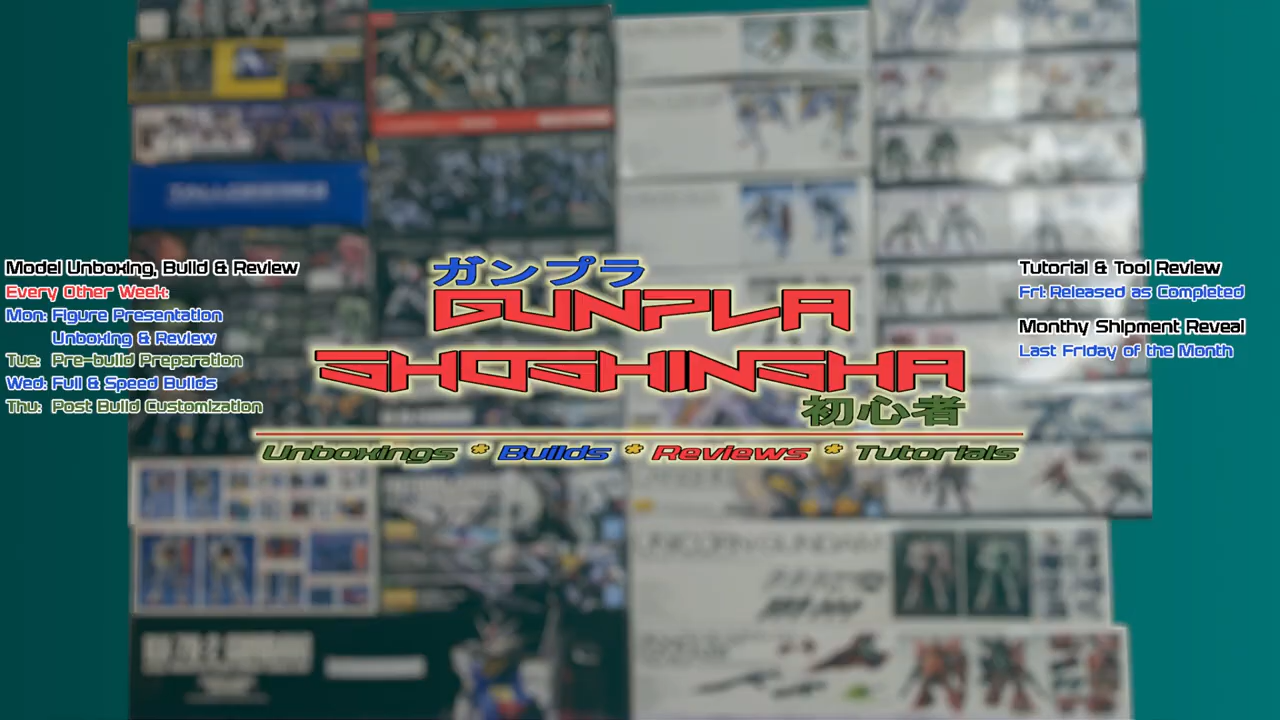 Model Unboxing, Build & Review
Every Other Week:
Mon: Figure Presentation
Unboxing & Review
Tue: Pre-build Preparation
Wed: Full & Speed Builds
Thu: Post Build Customization
ガンプラ
GUNPLA
SHOSHINSHA
初心者
Unboxings * Builds * Reviews * Tutorials
Tutorial & Tool Review
Fri: Released as Completed
Monthy Shipment Reveal
Last Friday of the Month
UNICORN GUNDAM